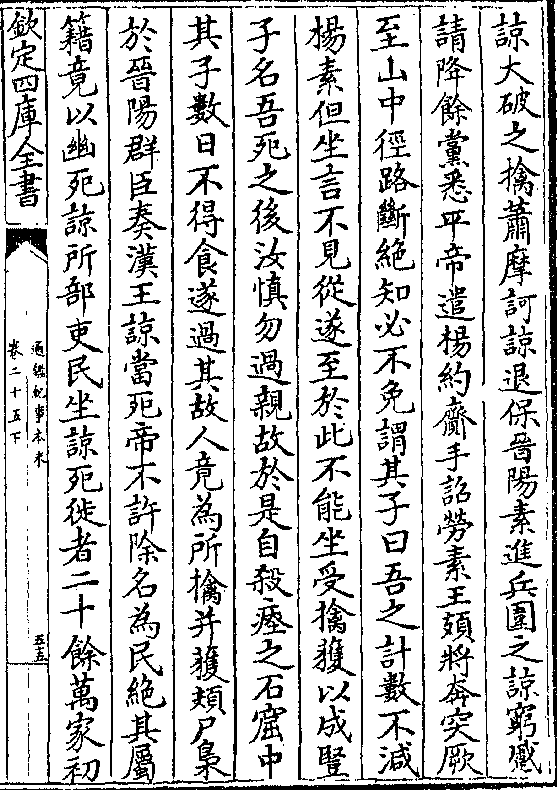 諒大破之擒蕭摩訶諒退保晉陽素進兵圍之諒窮蹙
請降餘黨悉平帝遣楊約齎手詔勞素王頍將奔突厥
至山中徑路斷絶知必不免謂其子曰吾之計數不減
楊素但坐言不見從遂至於此不能坐受擒獲以成豎
子名吾死之後汝慎勿過親故於是自殺瘞之石窟中
其子數日不得食遂過其故人竟為所擒并獲頍尸梟
於晉陽群臣奏漢王諒當死帝不許除名為民絶其屬
籍竟以幽死諒所部吏民坐諒死徙者二十餘萬家初
欽定四庫全書
通鑑紀事本末
卷二十五下
五五